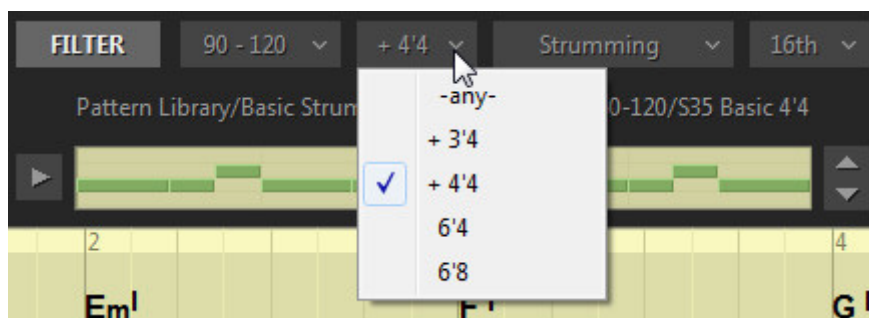 FILTER 90 - 120 + 4'4 Strumming 16th
-any-
Pattern Library/Basic Strum 0-120/S35 Basic 4'4
+ 3'4
+ 4'4
6'4
6'8
2 4
Em G